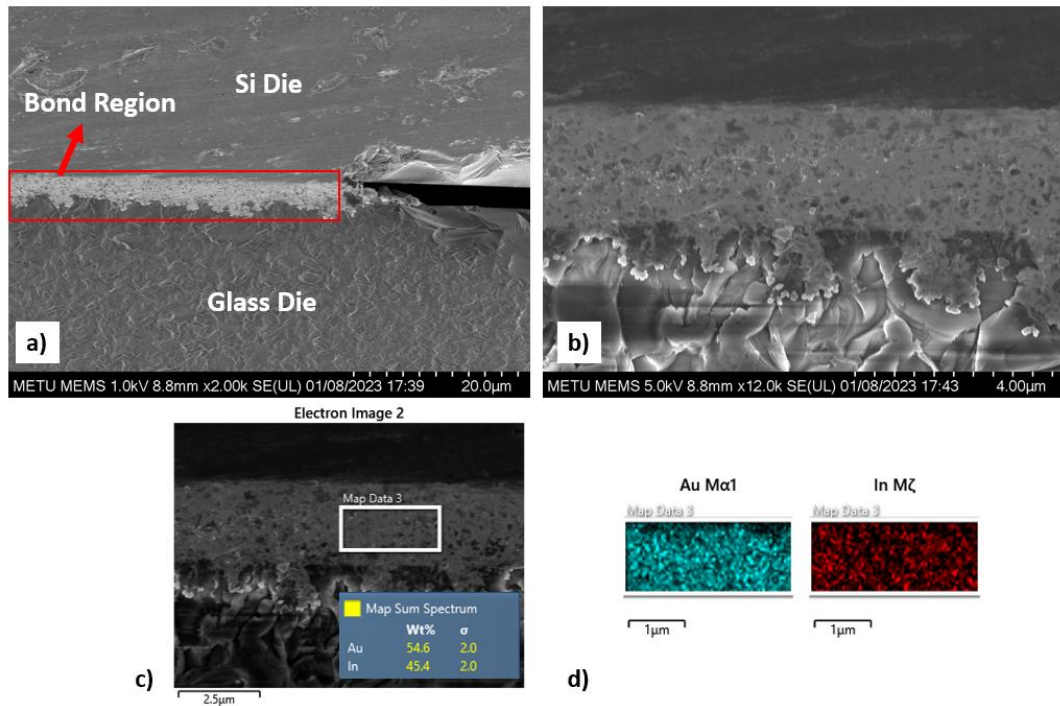 Si Die
Bond Region
Glass Die
a)
METU MEMS 1.0kV 8.8mm x2.00k SE(UL) 01/08/2023 17:39 20.0µm
b)
METU MEMS 5.0kV 8.8mm x12.0k SE(UL) 01/08/2023 17:43 4.00µm
Electron Image 2
Map Data 3
Map Sum Spectrum
Wt% σ
Au 54.6 2.0
In 45.4 2.0
c)
2.5µm
Au Mα1
In Mζ
Map Data 3
Map Data 3
1µm
1µm
d)